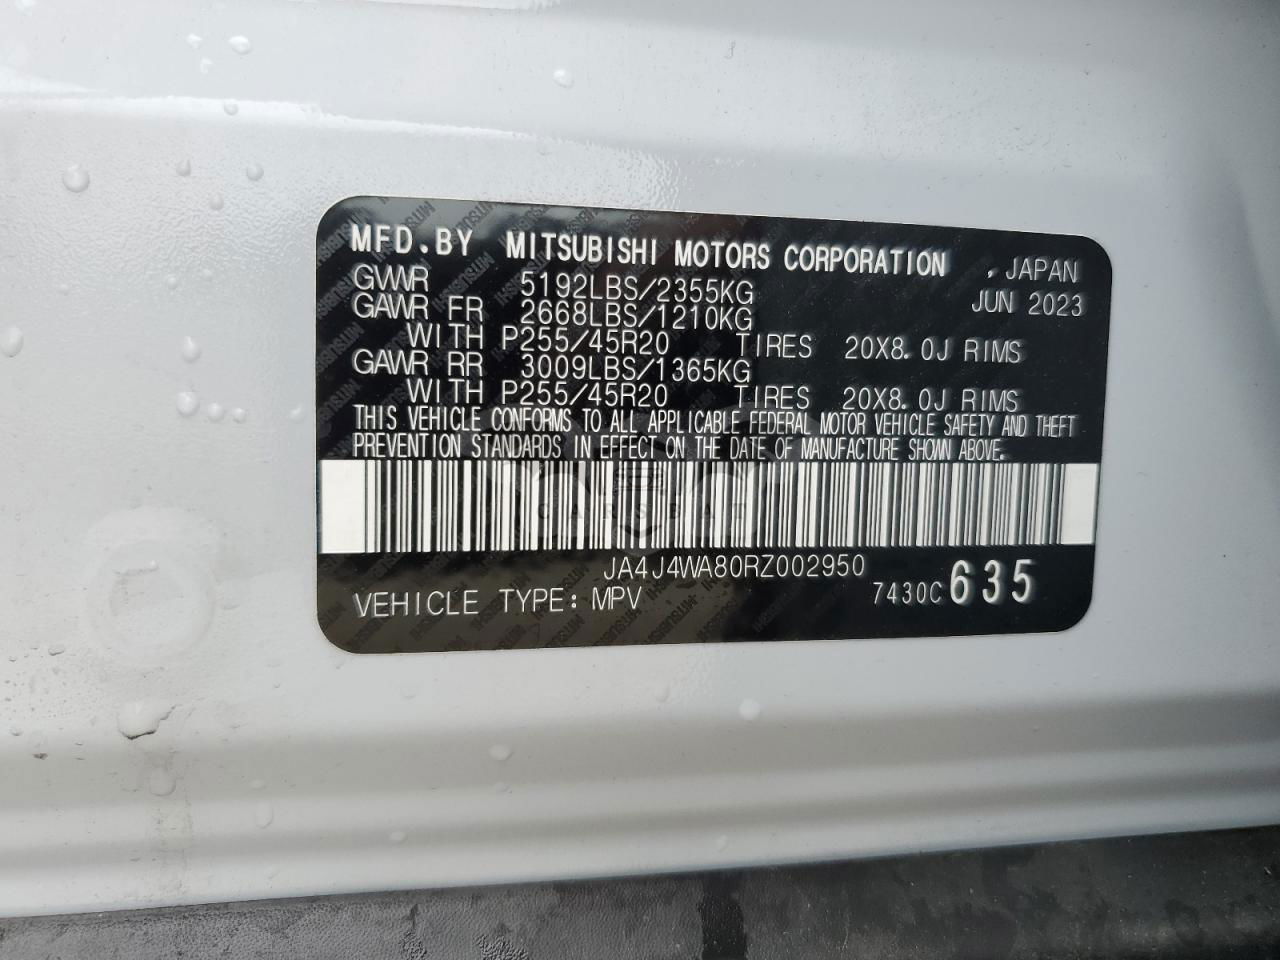 MFD.BY MITSUBISHI MOTORS CORPORATION , JAPAN
GVWR 5192LBS/2355KG JUN 2023
GAWR FR 2668LBS/1210KG
WITH P255/45R20 TIRES 20X8.0J RIMS
GAWR RR 3009LBS/1365KG
WITH P255/45R20 TIRES 20X8.0J RIMS
THIS VEHICLE CONFORMS TO ALL APPLICABLE FEDERAL MOTOR VEHICLE SAFETY AND THEFT
PREVENTION STANDARDS IN EFFECT ON THE DATE OF MANUFACTURE SHOWN ABOVE.
JA4J4WA80RZ002950
VEHICLE TYPE: MPV 7430C 635